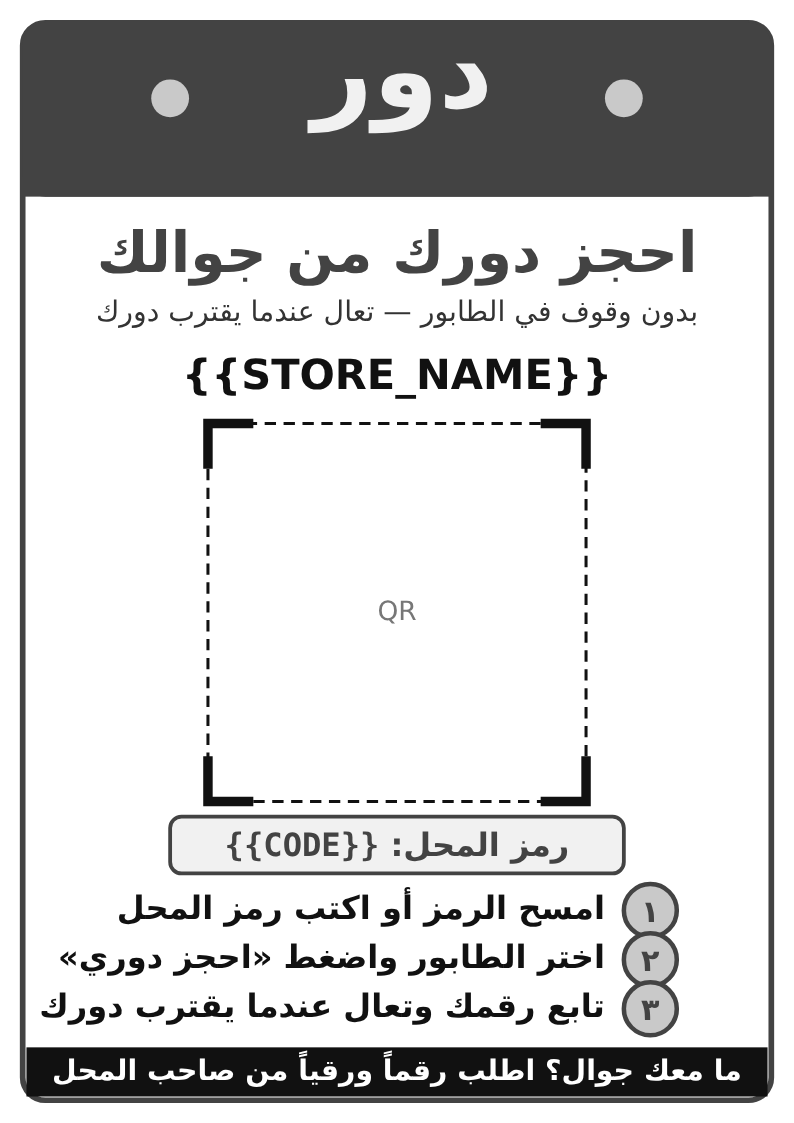 دور
احجز دورك من جوالك
بدون وقوف في الطابور — تعال عندما يقترب دورك
{{STORE_NAME}}
QR
رمز المحل: {{CODE}}
١ امسح الرمز أو اكتب رمز المحل
٢ اختر الطابور واضغط «احجز دوري»
٣ تابع رقمك وتعال عندما يقترب دورك
ما معك جوال؟ اطلب رقماً ورقياً من صاحب المحل